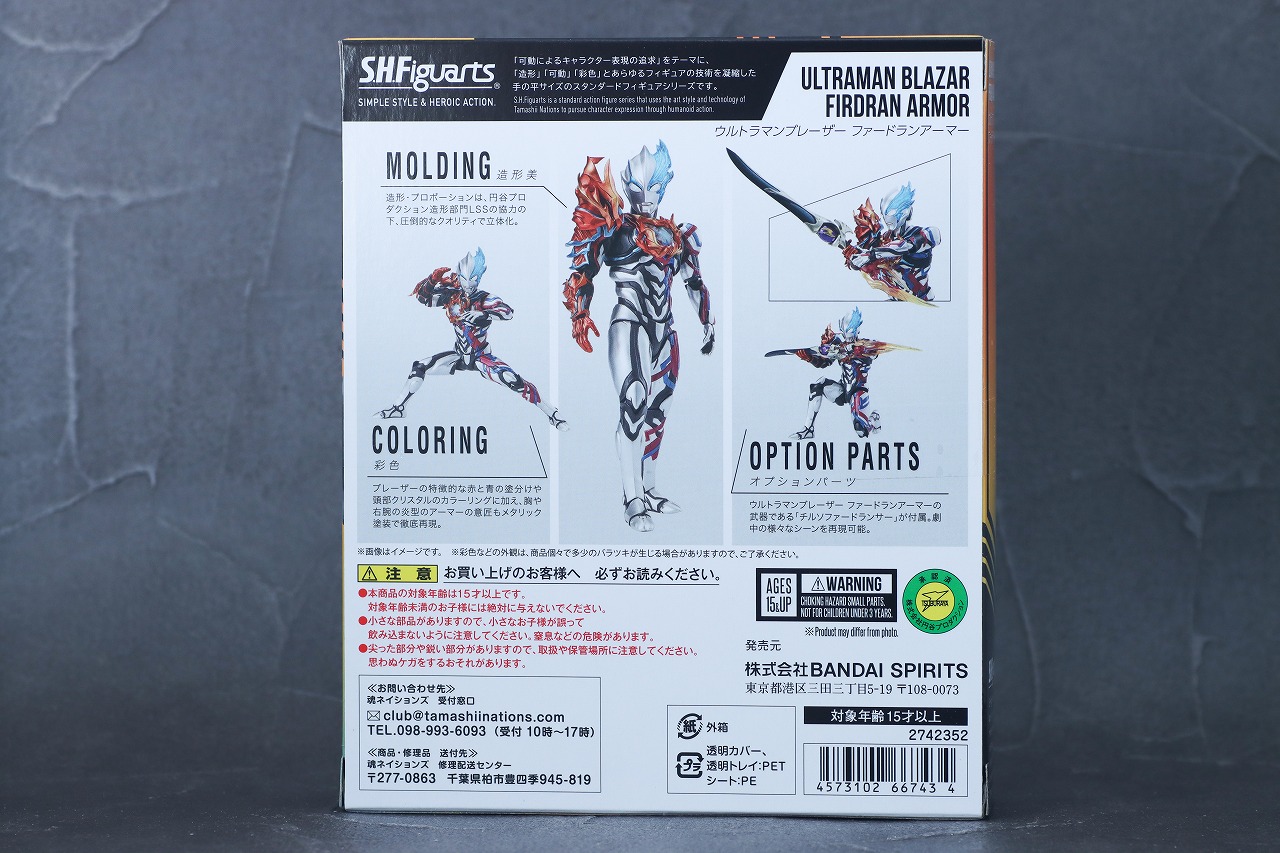 S.H.Figuarts®
SIMPLE STYLE & HEROIC ACTION.
「可動によるキャラクター表現の追求」をテーマに、
「造形」「可動」「彩色」とあらゆるフィギュアの技術を凝縮した
手の平サイズのスタンダードフィギュアシリーズです。
S.H.Figuarts is a standard action figure series that uses the art style and technology of
Tamashii Nations to pursue character expression through humanoid action.
ULTRAMAN BLAZAR
FIRDRAN ARMOR
ウルトラマンブレーザー ファードランアーマー
MOLDING 造形美
造形・プロポーションは、円谷プロ
ダクション造形部門LSSの協力の
下、圧倒的なクオリティで立体化。
COLORING
彩色
ブレーザーの特徴的な赤と青の塗分けや
頭部クリスタルのカラーリングに加え、胸や
右腕の炎型のアーマーの意匠もメタリック
塗装で徹底再現。
OPTION PARTS
オプションパーツ
ウルトラマンブレーザー ファードランアーマーの
武器である「チルソファードランサー」が付属。劇
中の様々なシーンを再現可能。
※画像はイメージです。 ※彩色などの外観は、商品個々で多少のバラツキが生じる場合がありますので、ご了承ください。
注意 お買い上げのお客様へ 必ずお読みください。
●本商品の対象年齢は15才以上です。
対象年齢未満のお子様には絶対に与えないでください。
●小さな部品がありますので、小さなお子様が誤って
飲み込まないように注意してください。窒息などの危険があります。
●尖った部分や鋭い部分がありますので、取扱や保管場所に注意してください。
思わぬケガをするおそれがあります。
AGES
15&UP
WARNING
CHOKING HAZARD SMALL PARTS.
NOT FOR CHILDREN UNDER 3 YEARS.
※Product may differ from photo.
承認済
TSUBURAYA
株式会社円谷プロダクション
発売元
株式会社BANDAI SPIRITS
東京都港区三田三丁目5-19 〒108-0073
≪お問い合わせ先≫
魂ネイションズ 受付窓口
club@tamashiinations.com
TEL.098-993-6093（受付 10時～17時）
≪商品・修理品 送付先≫
魂ネイションズ 修理配送センター
〒277-0863 千葉県柏市豊四季945-819
紙 外箱
プラ 透明カバー、
透明トレイ:PET
シート:PE
対象年齢15才以上
2742352
4573102 66743 4